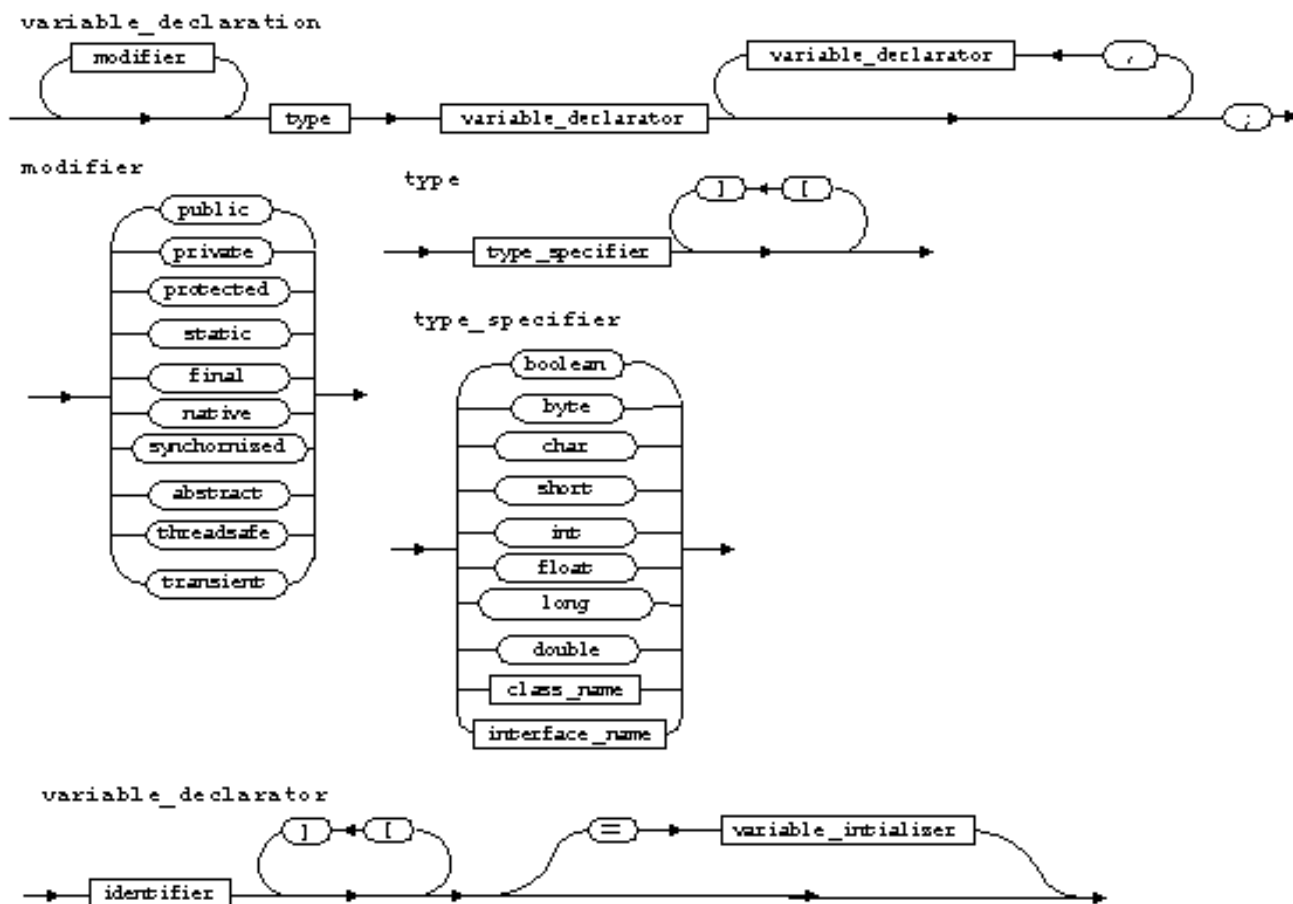 variable_declaration
modifier
variable_declarator
,
type
variable_declarator
;
modifier
public
private
protected
static
final
native
synchornized
abstract
threadsafe
transient
type
] [
type_specifier
type_specifier
boolean
byte
char
short
int
float
long
double
class_name
interface_name
variable_declarator
] [
= variable_intializer
identifier